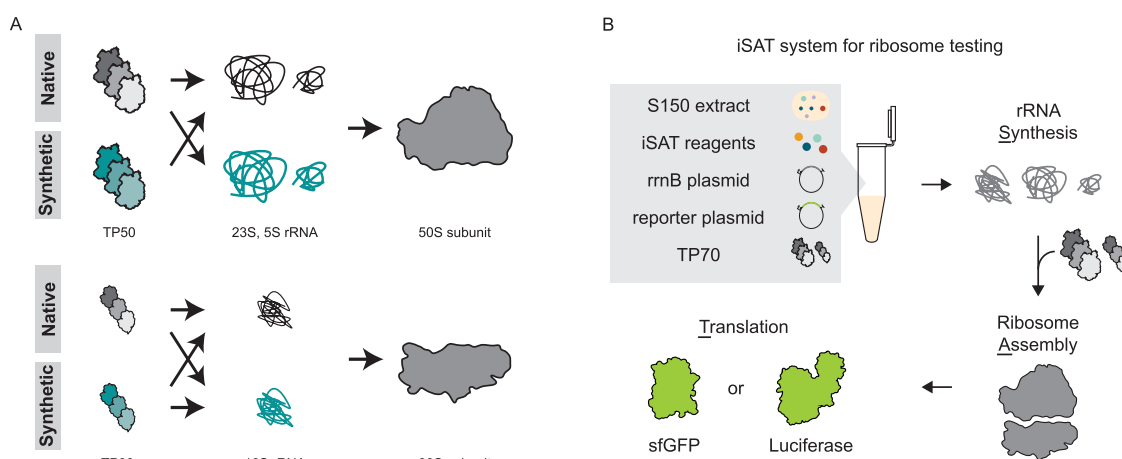 A
Native
Synthetic
TP50
23S, 5S rRNA
50S subunit
Native
Synthetic
B
iSAT system for ribosome testing
S150 extract
iSAT reagents
rrnB plasmid
reporter plasmid
TP70
rRNA
Synthesis
Ribosome
Assembly
Translation
sfGFP
or
Luciferase